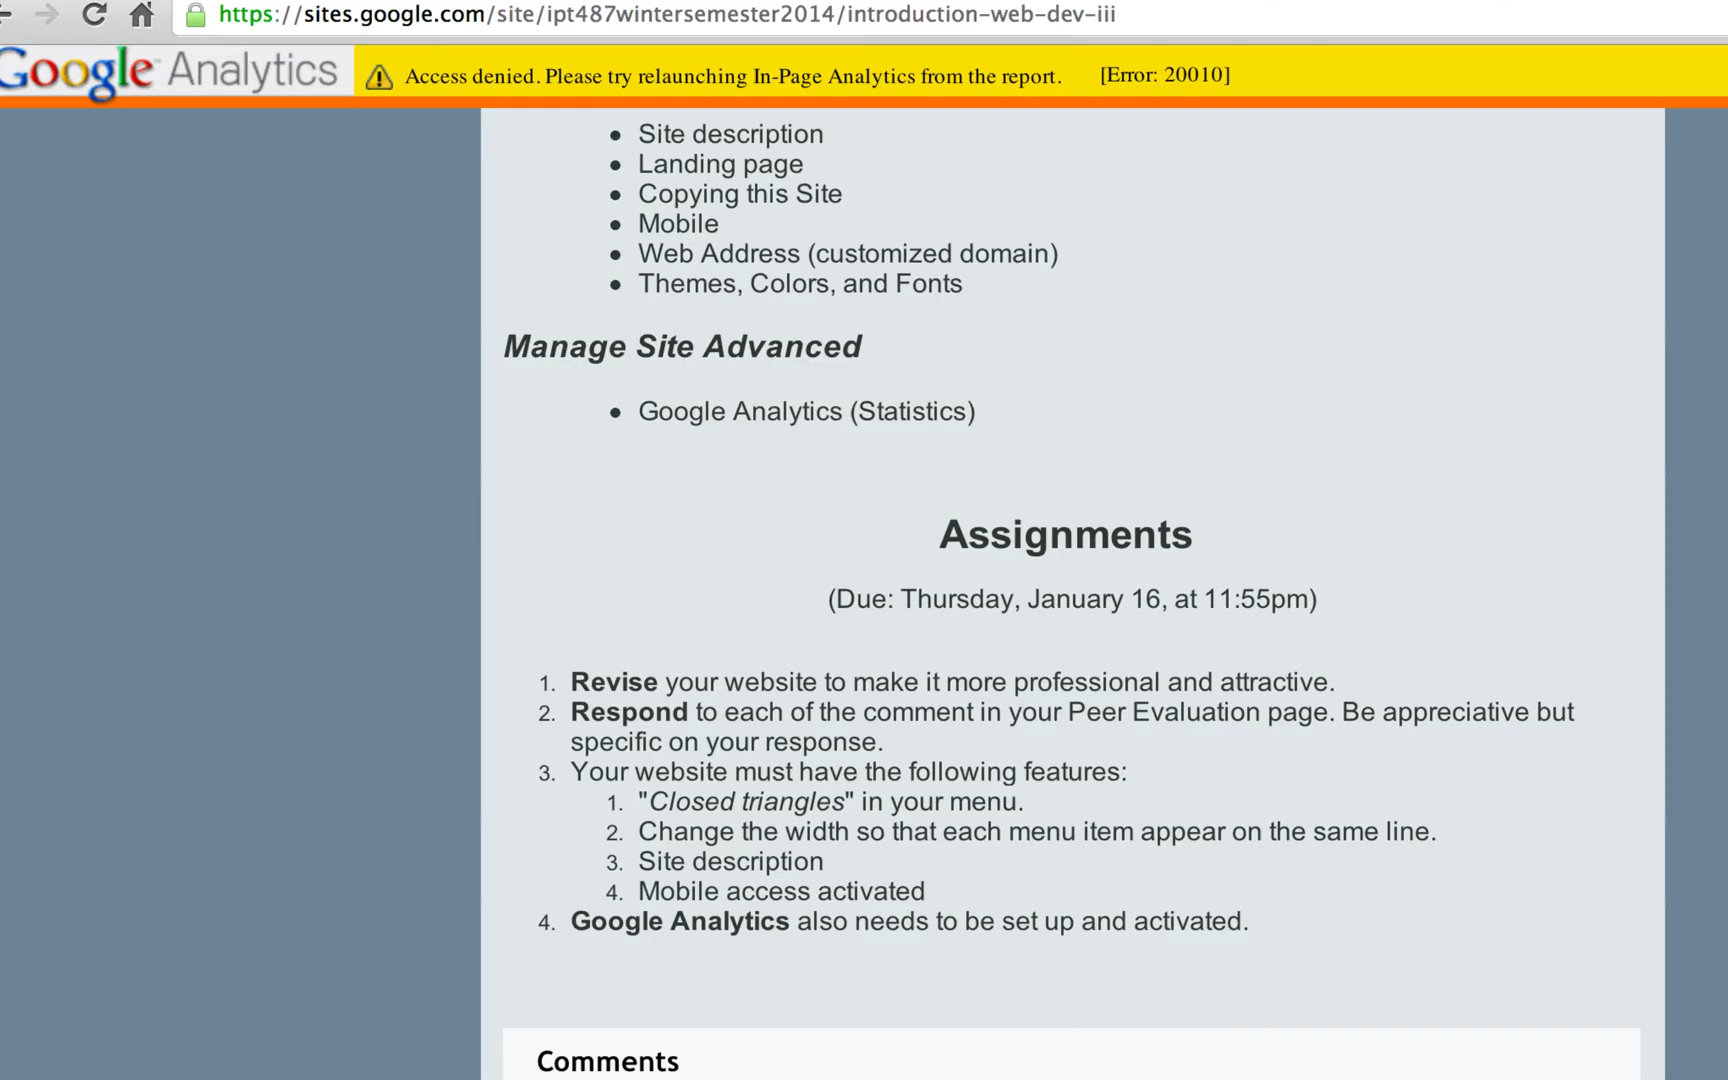 https://sites.google.com/site/ipt487wintersemester2014/introduction-web-dev-iii
Google Analytics Access denied. Please try relaunching In-Page Analytics from the report. [Error: 20010]
• Site description
• Landing page
• Copying this Site
• Mobile
• Web Address (customized domain)
• Themes, Colors, and Fonts
Manage Site Advanced
• Google Analytics (Statistics)
Assignments
(Due: Thursday, January 16, at 11:55pm)
1. Revise your website to make it more professional and attractive.
2. Respond to each of the comment in your Peer Evaluation page. Be appreciative but
specific on your response.
3. Your website must have the following features:
1. "Closed triangles" in your menu.
2. Change the width so that each menu item appear on the same line.
3. Site description
4. Mobile access activated
4. Google Analytics also needs to be set up and activated.
Comments